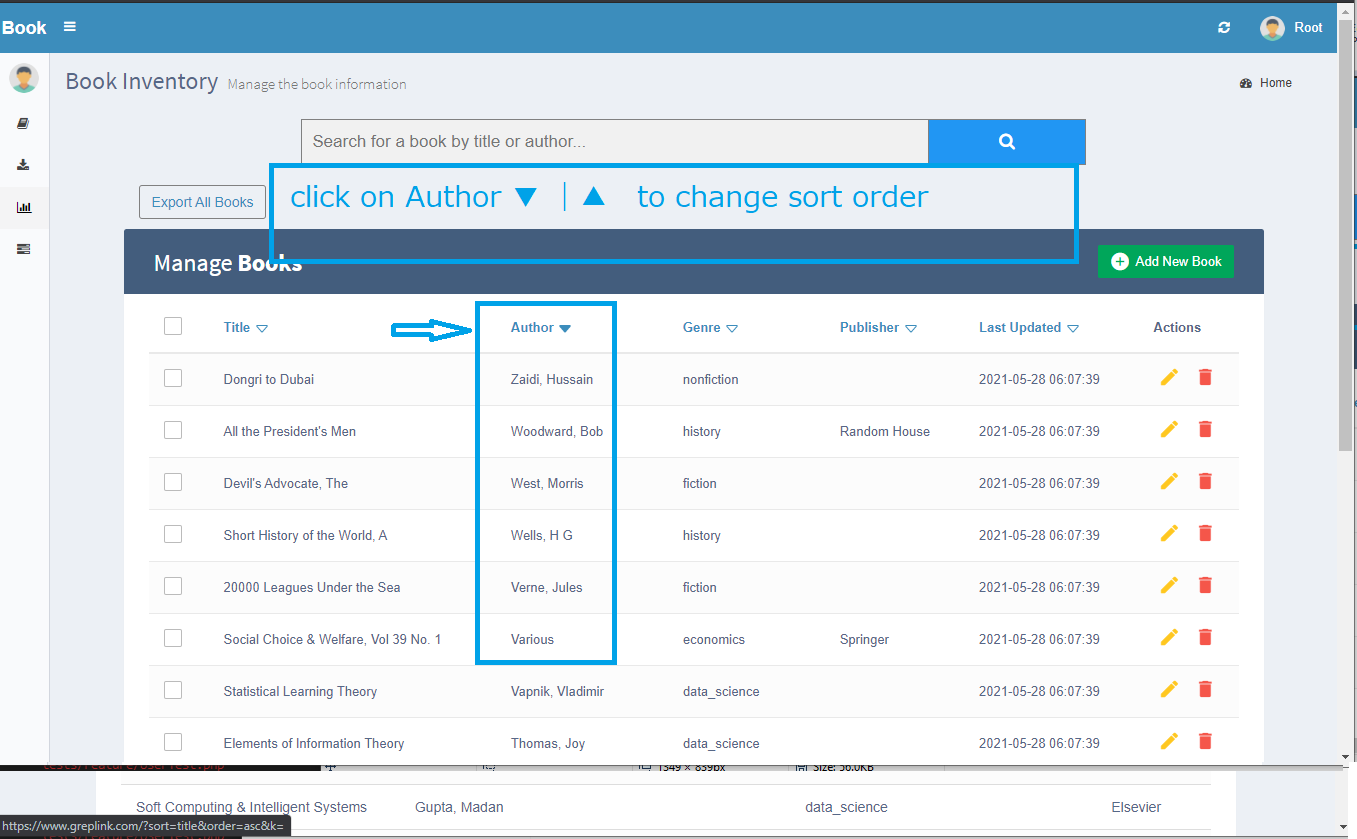 Book
Root
Book Inventory Manage the book information
Home
Search for a book by title or author...
Export All Books
click on Author ▼ | ▲ to change sort order
Manage Books
Add New Book
Title ▽ Author ▼ Genre ▽ Publisher ▽ Last Updated ▽ Actions
Dongri to Dubai Zaidi, Hussain nonfiction 2021-05-28 06:07:39
All the President's Men Woodward, Bob history Random House 2021-05-28 06:07:39
Devil's Advocate, The West, Morris fiction 2021-05-28 06:07:39
Short History of the World, A Wells, H G history 2021-05-28 06:07:39
20000 Leagues Under the Sea Verne, Jules fiction 2021-05-28 06:07:39
Social Choice & Welfare, Vol 39 No. 1 Various economics Springer 2021-05-28 06:07:39
Statistical Learning Theory Vapnik, Vladimir data_science 2021-05-28 06:07:39
Elements of Information Theory Thomas, Joy data_science 2021-05-28 06:07:39
tests/Feature/UserTest.php 1349 × 839px Size: 56.0KB
Soft Computing & Intelligent Systems Gupta, Madan data_science Elsevier
https://www.greplink.com/?sort=title&order=asc&k=